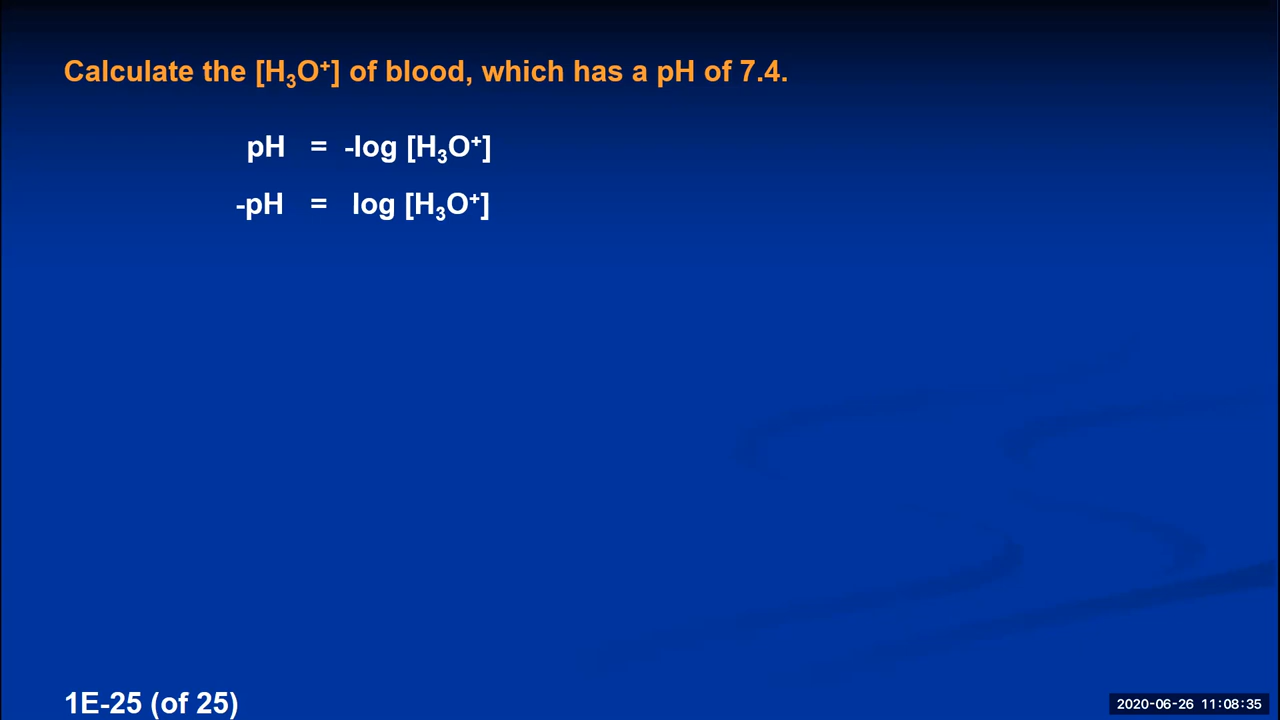 Calculate the [H₃O⁺] of blood, which has a pH of 7.4.
pH = -log [H₃O⁺]
-pH = log [H₃O⁺]
1E-25 (of 25)
2020-06-26 11:08:35